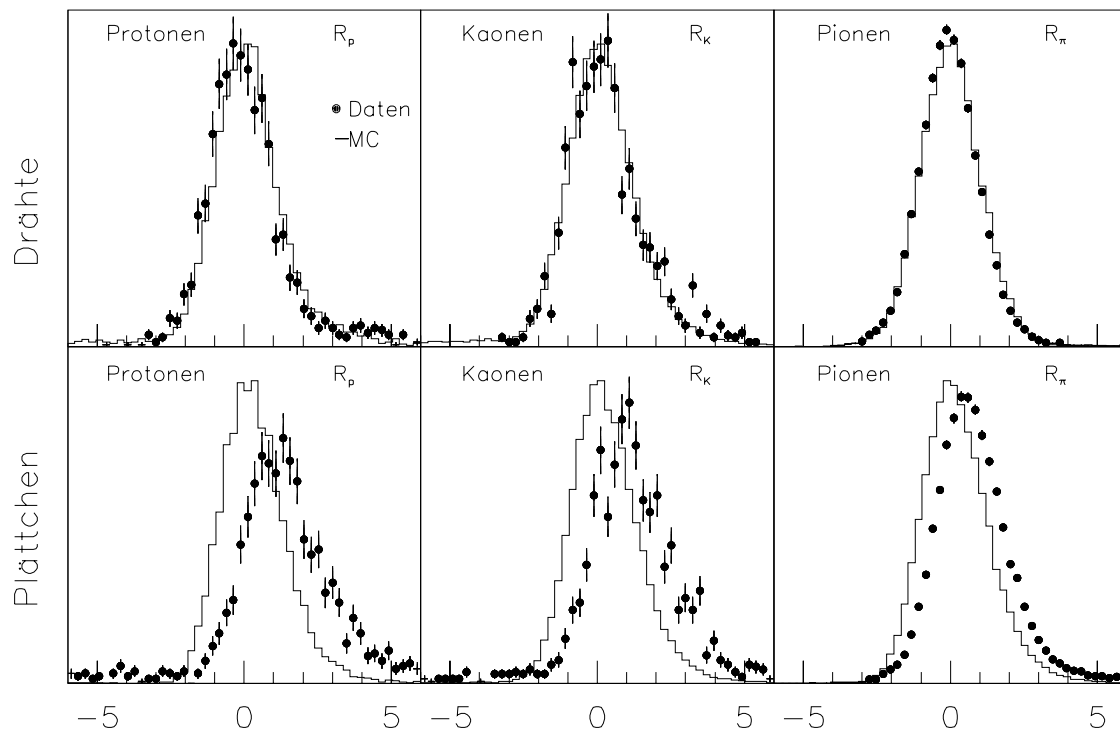 Protonen R_p Kaonen R_K Pionen R_π
Daten
MC
Drähte
Protonen R_p Kaonen R_K Pionen R_π
Plättchen
−5 0 5 −5 0 5 −5 0 5